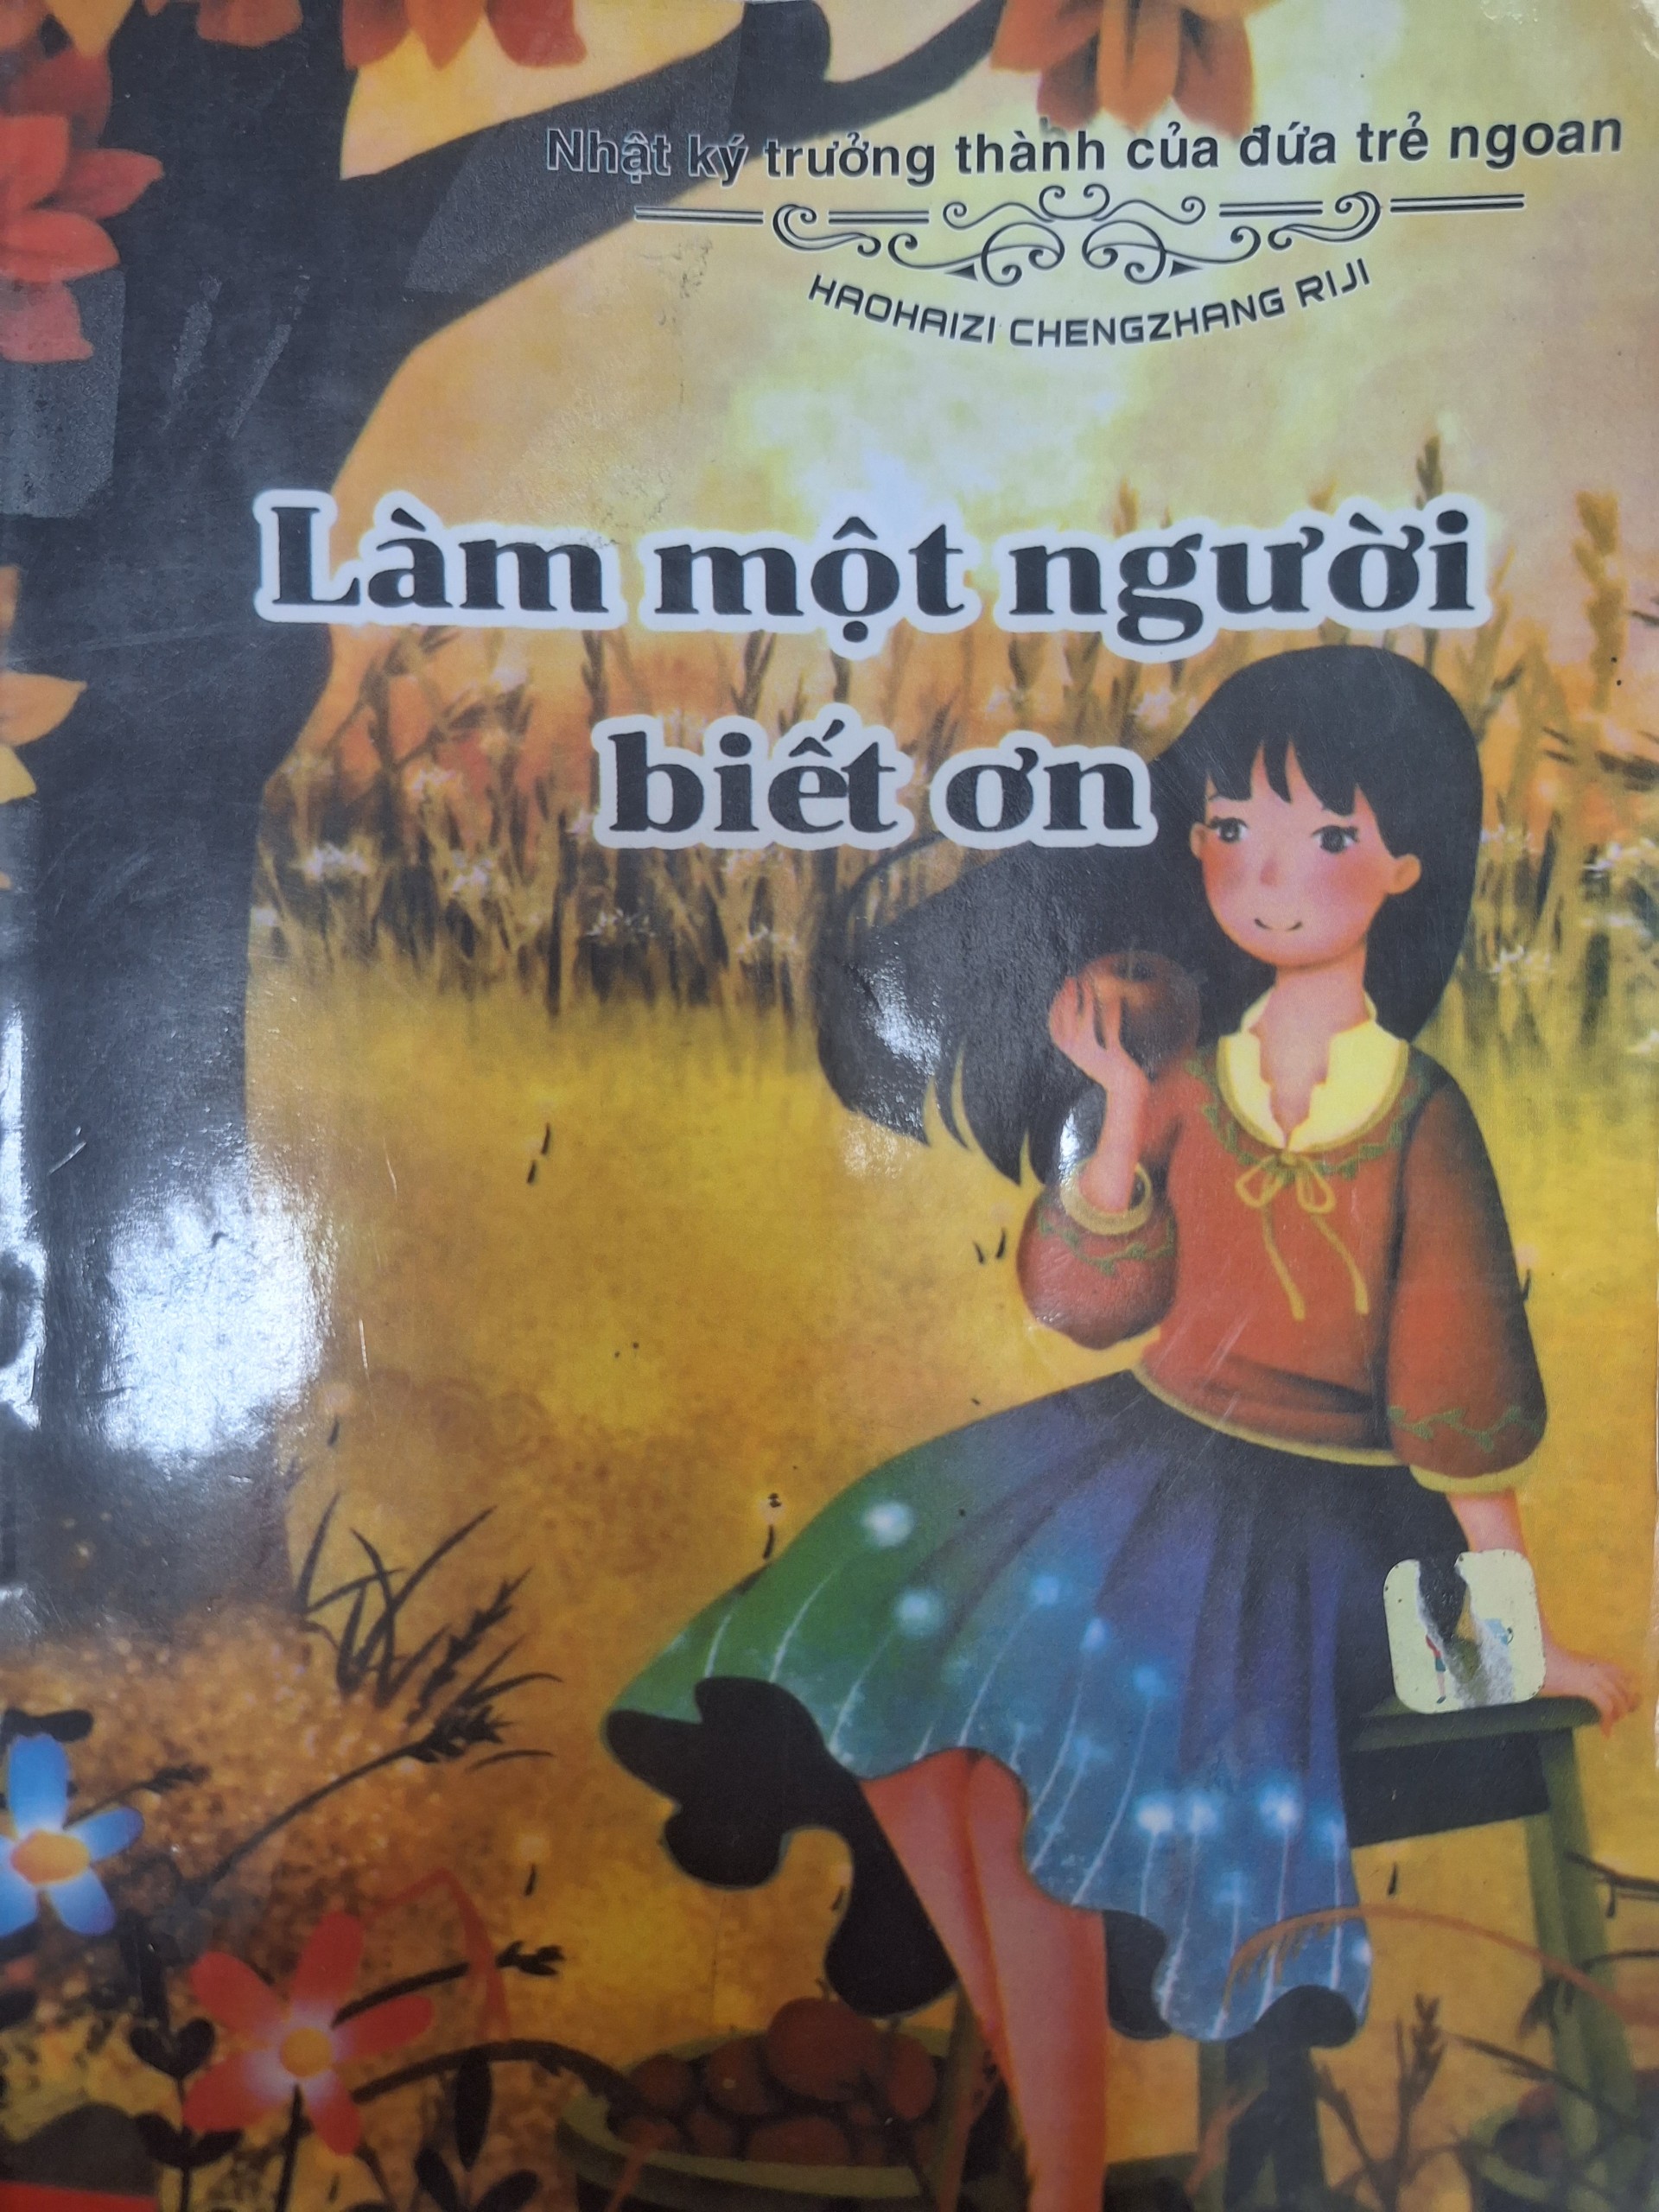 Nhật ký trưởng thành của đứa trẻ ngoan
HAOHAIZI CHENGZHANG RIJI
Làm một người
biết ơn